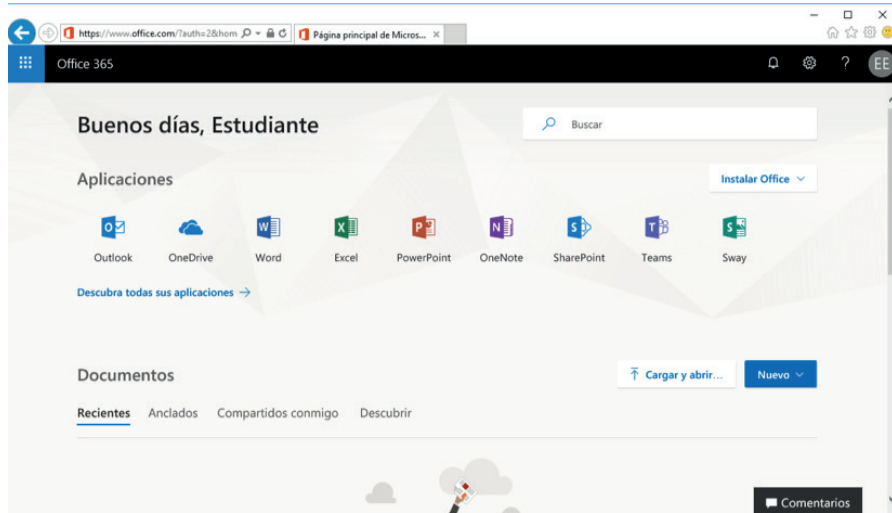 https://www.office.com/?auth=2&hom
Página principal de Micros...
Office 365
?
EE
Buenos días, Estudiante
Buscar
Aplicaciones
Instalar Office
Outlook OneDrive Word Excel PowerPoint OneNote SharePoint Teams Sway
Descubra todas sus aplicaciones →
Documentos
Cargar y abrir...
Nuevo
Recientes Anclados Compartidos conmigo Descubrir
Comentarios